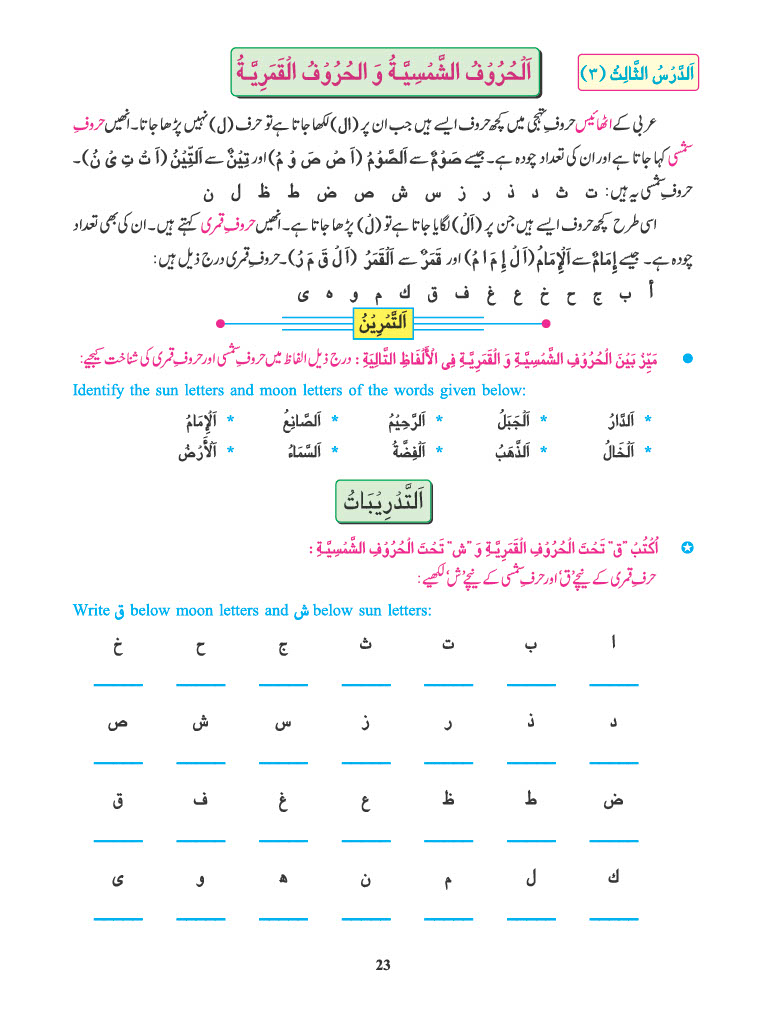 اَلدَّرْسُ الثَّالِثُ (٣)
اَلْحُرُوْفُ الشَّمْسِيَّةُ وَ الْحُرُوْفُ الْقَمَرِيَّةُ
عربی کے اٹھائیس حروفِ تہجی میں کچھ حروف ایسے ہیں جب ان پر (ال) لکھا جاتا ہے تو حرف (ل) نہیں پڑھا جاتا۔ انھیں حروفِ
شمسی کہا جاتا ہے اور ان کی تعداد چودہ ہے۔ جیسے صَوْمٌ سے اَلصَّوْمُ (اَ صْ صَ وْ مُ) اور تِيْنٌ سے اَلتِّيْنُ (اَ تْ تِ ىْ نُ)۔
حروفِ شمسی یہ ہیں: ت ث د ذ ر ز س ش ص ض ط ظ ل ن
اسی طرح کچھ حروف ایسے ہیں جن پر (اَلْ) لگایا جاتا ہے تو (لْ) پڑھا جاتا ہے۔ انھیں حروفِ قمری کہتے ہیں۔ ان کی بھی تعداد
چودہ ہے۔ جیسے إِمَامٌ سے اَلْإِمَامُ (اَ لْ إِ مَ ا مُ) اور قَمَرٌ سے اَلْقَمَرُ (اَ لْ قَ مَ رُ)۔ حروفِ قمری درج ذیل ہیں:
أ ب ج ح خ ع غ ف ق ك م و ه ى
اَلتَّمْرِيْنُ
مَيِّزْ بَيْنَ الْحُرُوْفِ الشَّمْسِيَّةِ وَ الْقَمَرِيَّةِ فِى الْأَلْفَاظِ التَّالِيَةِ : درج ذیل الفاظ میں حروفِ شمسی اور حروفِ قمری کی شناخت کیجیے:
Identify the sun letters and moon letters of the words given below:
* اَلدَّارُ * اَلْجَبَلُ * اَلرَّحِيْمُ * اَلصَّانِعُ * اَلْإِمَامُ
* اَلْخَالُ * اَلذَّهَبُ * اَلْفِضَّةُ * اَلسَّمَاءُ * اَلْأَرْضُ
اَلتَّدْرِيْبَاتُ
اُكْتُبْ "ق" تَحْتَ الْحُرُوْفِ الْقَمَرِيَّةِ وَ "ش" تَحْتَ الْحُرُوْفِ الشَّمْسِيَّةِ :
حرفِ قمری کے نیچے 'ق' اور حرفِ شمسی کے نیچے 'ش' لکھیے:
Write ق below moon letters and ش below sun letters:
ا ب ت ث ج ح خ
د ذ ر ز س ش ص
ض ط ظ ع غ ف ق
ك ل م ن ه و ى
23